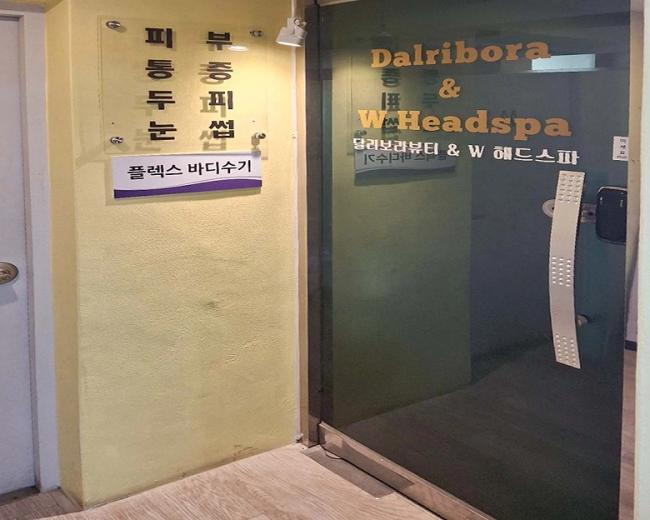 피 부
통 증
두 피
눈 썹
플렉스 바디수기
Dalribora
&
W Headspa
달리보라뷰티 & W 헤드스파